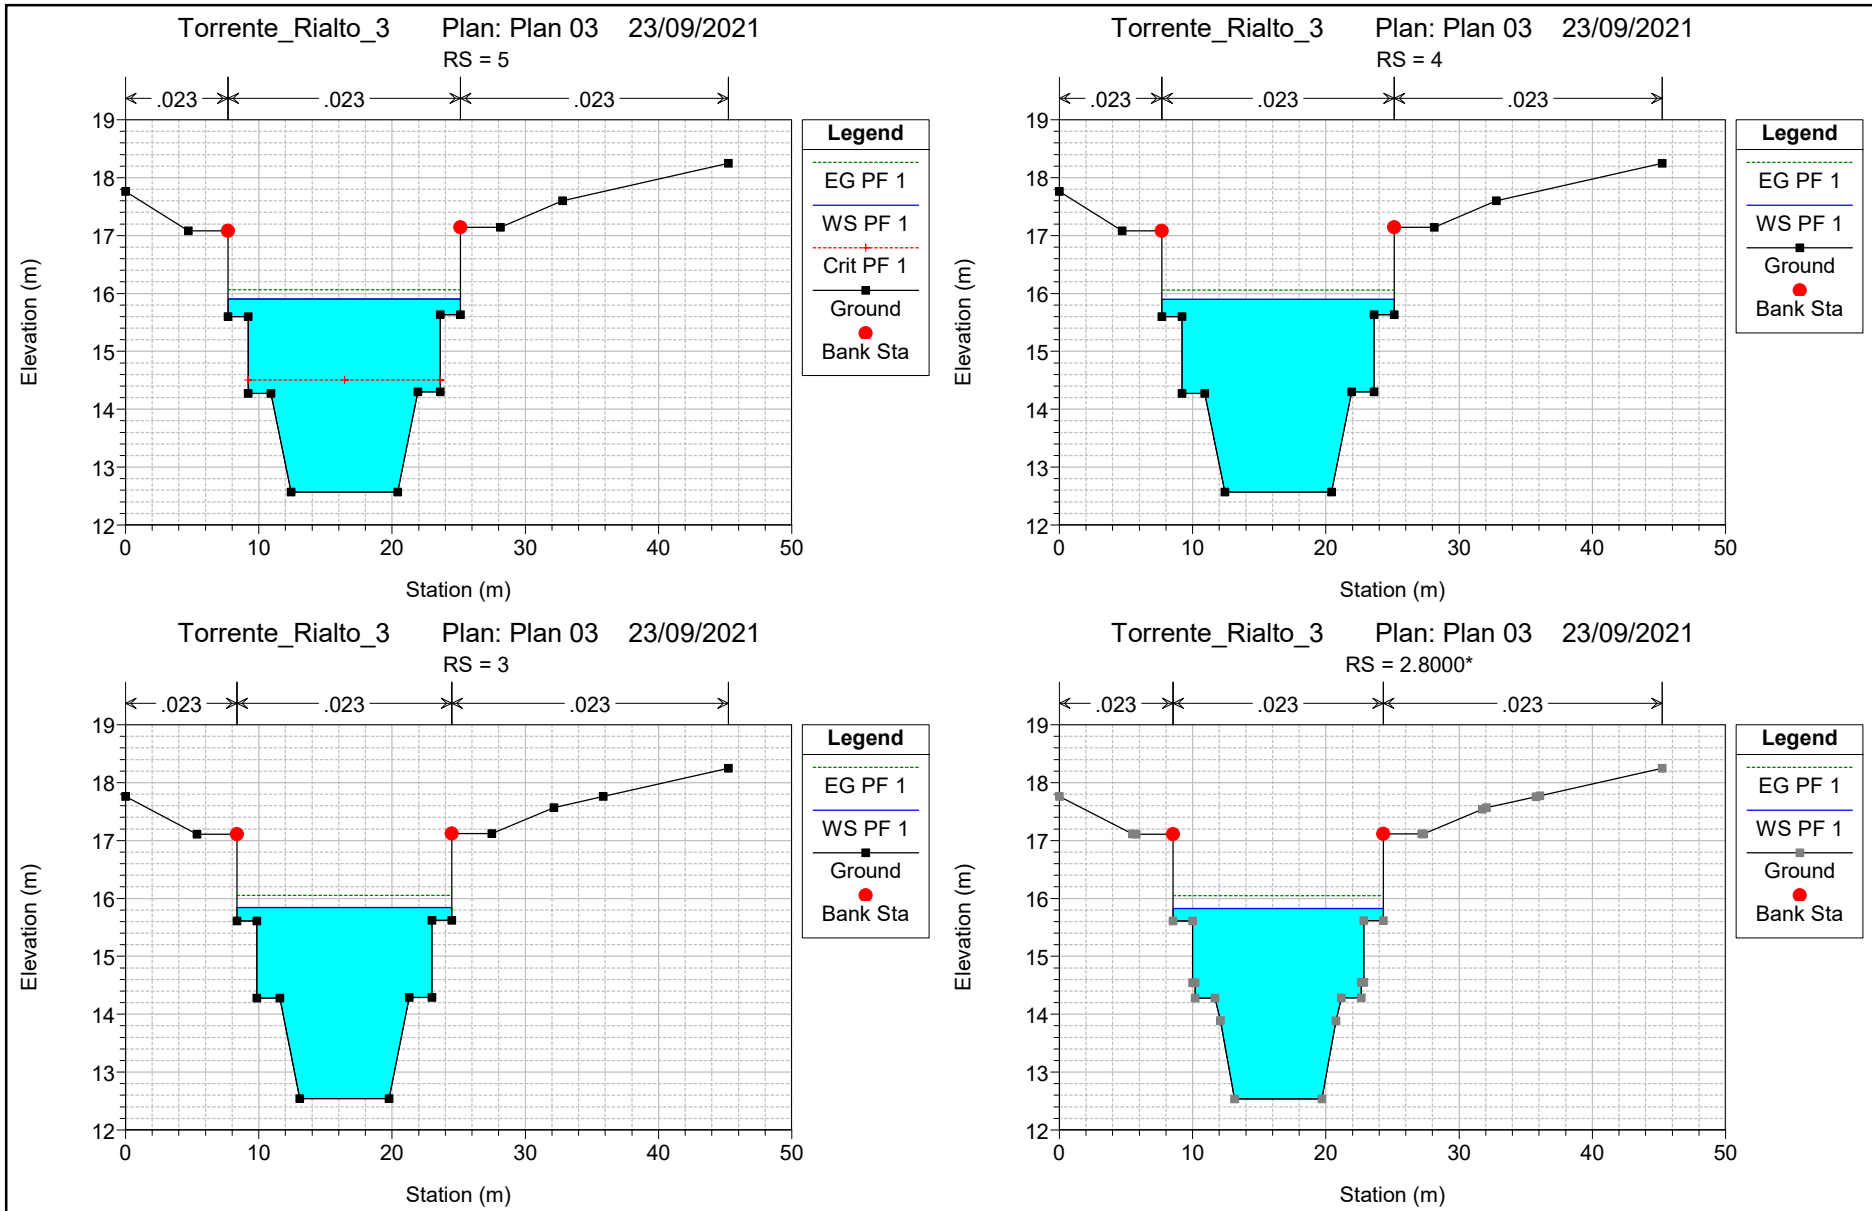 Torrente_Rialto_3 Plan: Plan 03 23/09/2021
RS = 5
.023 .023 .023
19
18
17
16
15
14
13
12
Elevation (m)
0 10 20 30 40 50
Station (m)
Legend
EG PF 1
WS PF 1
Crit PF 1
Ground
Bank Sta
Torrente_Rialto_3 Plan: Plan 03 23/09/2021
RS = 4
.023 .023 .023
19
18
17
16
15
14
13
12
Elevation (m)
0 10 20 30 40 50
Station (m)
Legend
EG PF 1
WS PF 1
Ground
Bank Sta
Torrente_Rialto_3 Plan: Plan 03 23/09/2021
RS = 3
.023 .023 .023
19
18
17
16
15
14
13
12
Elevation (m)
0 10 20 30 40 50
Station (m)
Legend
EG PF 1
WS PF 1
Ground
Bank Sta
Torrente_Rialto_3 Plan: Plan 03 23/09/2021
RS = 2.8000*
.023 .023 .023
19
18
17
16
15
14
13
12
Elevation (m)
0 10 20 30 40 50
Station (m)
Legend
EG PF 1
WS PF 1
Ground
Bank Sta